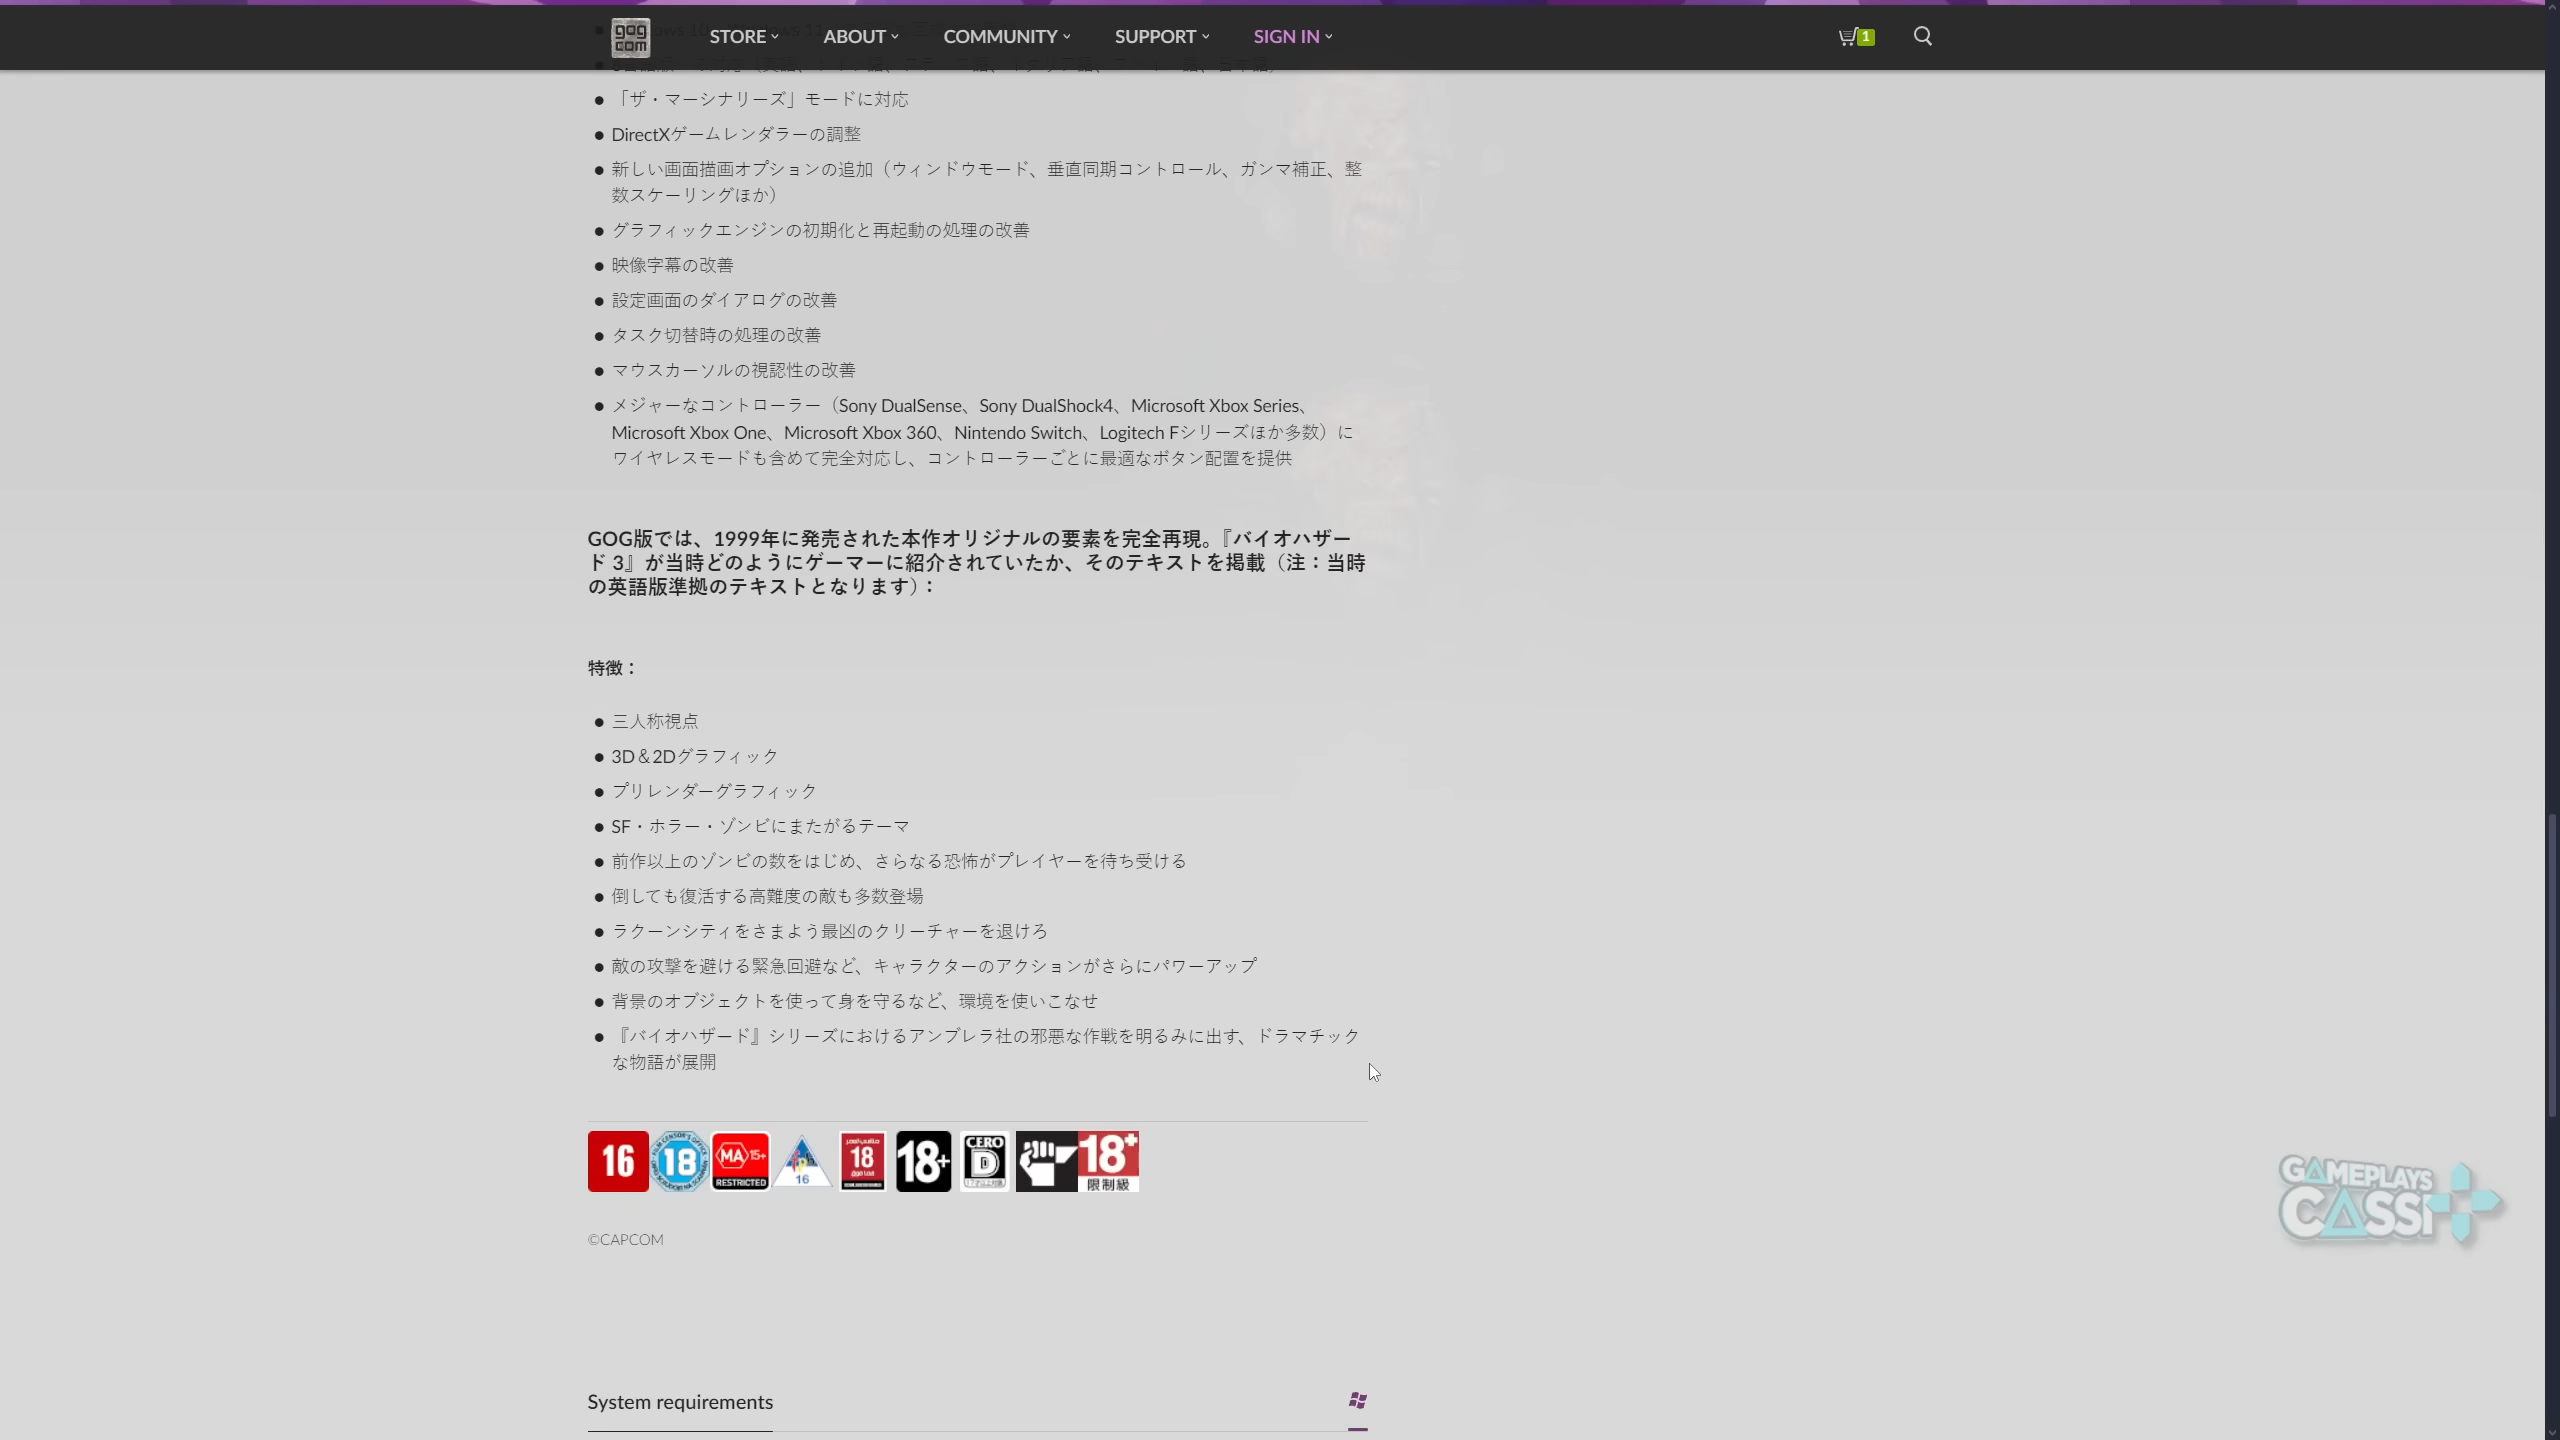 gog
com
STORE
ABOUT
COMMUNITY
SUPPORT
SIGN IN
1
「ザ・マーシナリーズ」モードに対応
DirectXゲームレンダラーの調整
新しい画面描画オプションの追加（ウィンドウモード、垂直同期コントロール、ガンマ補正、整
数スケーリングほか）
グラフィックエンジンの初期化と再起動の処理の改善
映像字幕の改善
設定画面のダイアログの改善
タスク切替時の処理の改善
マウスカーソルの視認性の改善
メジャーなコントローラー（Sony DualSense、Sony DualShock4、Microsoft Xbox Series、
Microsoft Xbox One、Microsoft Xbox 360、Nintendo Switch、Logitech Fシリーズほか多数）に
ワイヤレスモードも含めて完全対応し、コントローラーごとに最適なボタン配置を提供
GOG版では、1999年に発売された本作オリジナルの要素を完全再現。『バイオハザー
ド 3』が当時どのようにゲーマーに紹介されていたか、そのテキストを掲載（注：当時
の英語版準拠のテキストとなります）：
特徴：
三人称視点
3D＆2Dグラフィック
プリレンダーグラフィック
SF・ホラー・ゾンビにまたがるテーマ
前作以上のゾンビの数をはじめ、さらなる恐怖がプレイヤーを待ち受ける
倒しても復活する高難度の敵も多数登場
ラクーンシティをさまよう最凶のクリーチャーを退けろ
敵の攻撃を避ける緊急回避など、キャラクターのアクションがさらにパワーアップ
背景のオブジェクトを使って身を守るなど、環境を使いこなせ
『バイオハザード』シリーズにおけるアンブレラ社の邪悪な作戦を明るみに出す、ドラマチック
な物語が展開
16
18
MA 15+
RESTRICTED
16
18
18+
CERO
D
18+
限制級
GAMEPLAYS
CASSI
©CAPCOM
System requirements